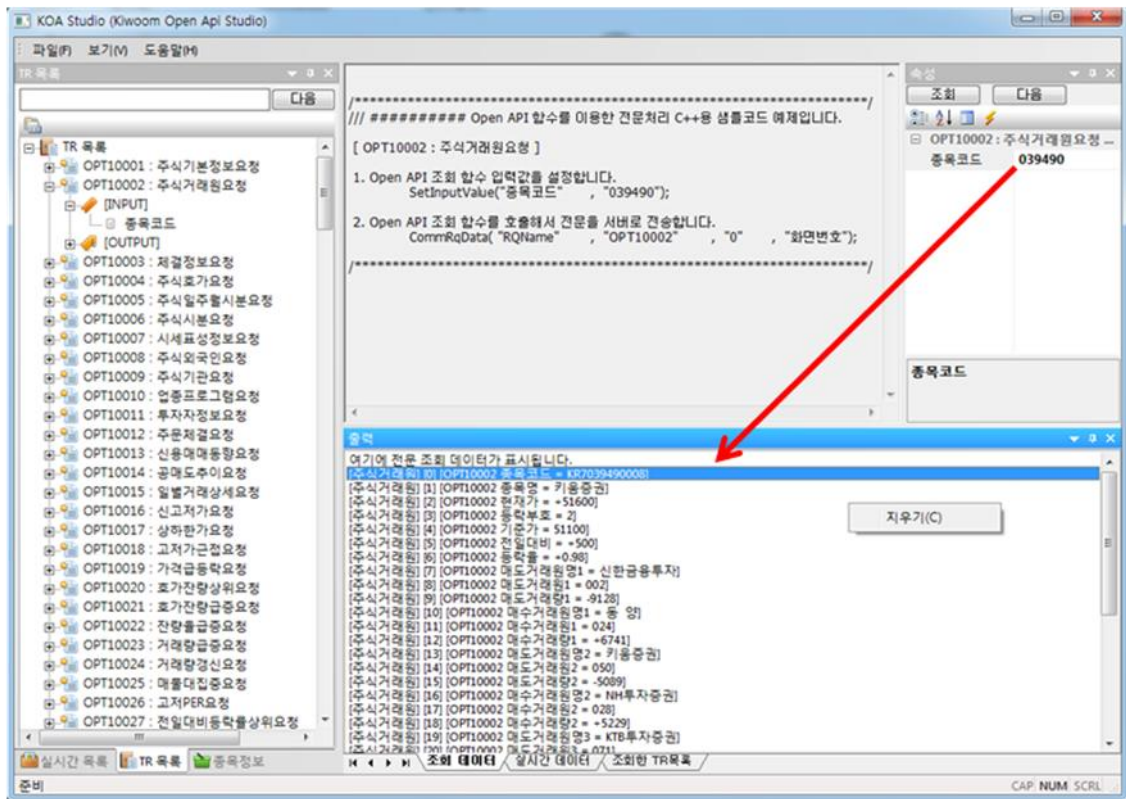 KOA Studio (Kiwoom Open Api Studio)
파일(F) 보기(V) 도움말(H)
TR 목록
다음
TR 목록
OPT10001 : 주식기본정보요청
OPT10002 : 주식거래원요청
[INPUT]
종목코드
[OUTPUT]
OPT10003 : 체결정보요청
OPT10004 : 주식호가요청
OPT10005 : 주식일주월시분요청
OPT10006 : 주식시분요청
OPT10007 : 시세표성정보요청
OPT10008 : 주식외국인요청
OPT10009 : 주식기관요청
OPT10010 : 업종프로그램요청
OPT10011 : 투자자정보요청
OPT10012 : 주문체결요청
OPT10013 : 신용매매동향요청
OPT10014 : 공매도추이요청
OPT10015 : 일별거래상세요청
OPT10016 : 신고저가요청
OPT10017 : 상하한가요청
OPT10018 : 고저가근접요청
OPT10019 : 가격급등락요청
OPT10020 : 호가잔량상위요청
OPT10021 : 호가잔량급증요청
OPT10022 : 잔량율급증요청
OPT10023 : 거래량급증요청
OPT10024 : 거래량갱신요청
OPT10025 : 매물대집중요청
OPT10026 : 고저PER요청
OPT10027 : 전일대비등락률상위요청
실시간 목록 TR 목록 종목정보
/*********************************************************************/
/// ########## Open API 함수를 이용한 전문처리 C++용 샘플코드 예제입니다.
[ OPT10002 : 주식거래원요청 ]
1. Open API 조회 함수 입력값을 설정합니다.
SetInputValue("종목코드" , "039490");
2. Open API 조회 함수를 호출해서 전문을 서버로 전송합니다.
CommRqData( "RQName" , "OPT10002" , "0" , "화면번호");
/*********************************************************************/
속성
조회 다음
OPT10002 : 주식거래원요청 ...
종목코드 039490
종목코드
출력
여기에 전문 조회 데이터가 표시됩니다.
[주식거래원] [0] [OPT10002 종목코드 = KR7039490008]
[주식거래원] [1] [OPT10002 종목명 = 키움증권]
[주식거래원] [2] [OPT10002 현재가 = +51600]
[주식거래원] [3] [OPT10002 등락부호 = 2]
[주식거래원] [4] [OPT10002 기준가 = 51100]
[주식거래원] [5] [OPT10002 전일대비 = +500]
[주식거래원] [6] [OPT10002 등락율 = +0.98]
[주식거래원] [7] [OPT10002 매도거래원명1 = 신한금융투자]
[주식거래원] [8] [OPT10002 매도거래원1 = 002]
[주식거래원] [9] [OPT10002 매도거래량1 = -9128]
[주식거래원] [10] [OPT10002 매수거래원명1 = 동 양]
[주식거래원] [11] [OPT10002 매수거래원1 = 024]
[주식거래원] [12] [OPT10002 매수거래량1 = +6741]
[주식거래원] [13] [OPT10002 매도거래원명2 = 키움증권]
[주식거래원] [14] [OPT10002 매도거래원2 = 050]
[주식거래원] [15] [OPT10002 매도거래량2 = -5089]
[주식거래원] [16] [OPT10002 매수거래원명2 = NH투자증권]
[주식거래원] [17] [OPT10002 매수거래원2 = 028]
[주식거래원] [18] [OPT10002 매수거래량2 = +5229]
[주식거래원] [19] [OPT10002 매도거래원명3 = KTB투자증권]
[주식거래원] [20] [OPT10002 매도거래원3 = 071]
지우기(C)
조회 데이터 실시간 데이터 조회한 TR목록
준비
CAP NUM SCRL